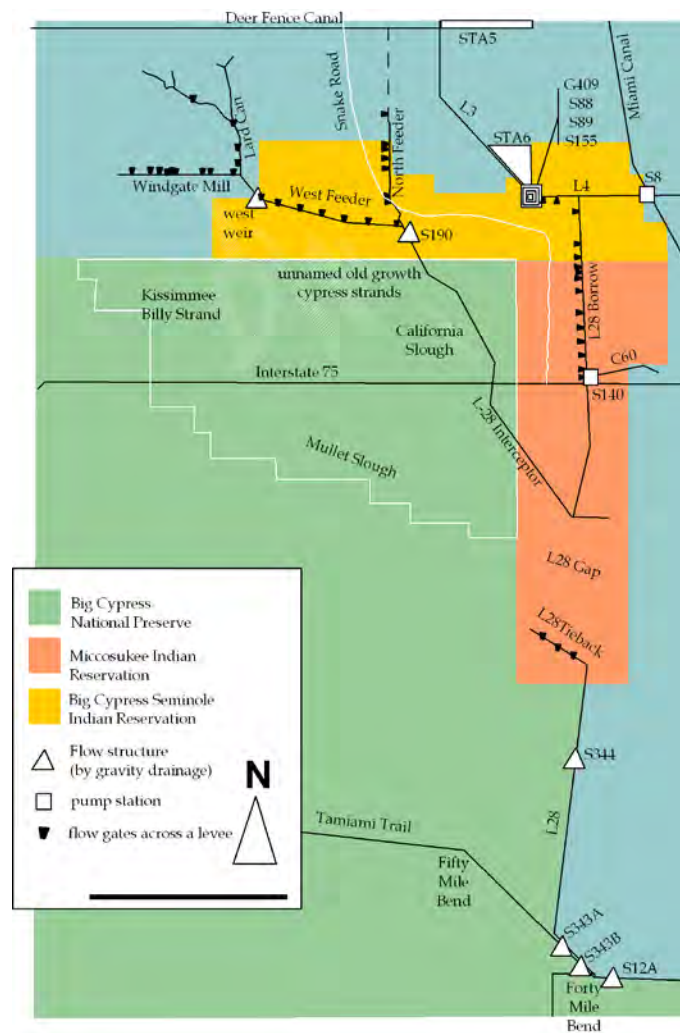 Deer Fence Canal
STA5
Snake Road
Miami Canal
G409
S88
S89
S155
L3
STA6
Lard Can
North Feeder
Windgate Mill
West Feeder
L4
S8
west
weir
S190
unnamed old growth
cypress strands
Kissimmee
Billy Strand
California
Slough
L28 Borrow
C60
Interstate 75
S140
L-28 Interceptor
Mullet Slough
L28 Gap
L28Tieback
Big Cypress
National Preserve
Miccosukee Indian
Reservation
Big Cypress Seminole
Indian Reservation
Flow structure
(by gravity drainage)
N
pump station
flow gates across a levee
S344
L28
Tamiami Trail
Fifty
Mile
Bend
S343A
S343B
S12A
Forty
Mile
Bend